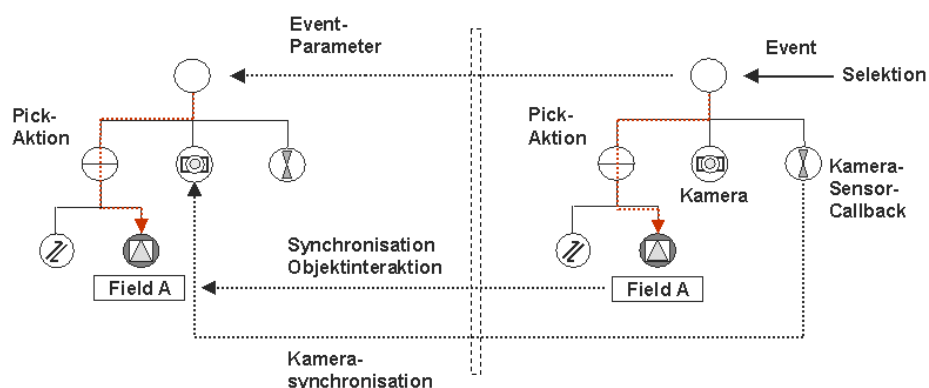 Event-
Parameter
Event
Selektion
Pick-
Aktion
Pick-
Aktion
Kamera
Kamera-
Sensor-
Callback
Synchronisation
Objektinteraktion
Field A
Field A
Kamera-
synchronisation